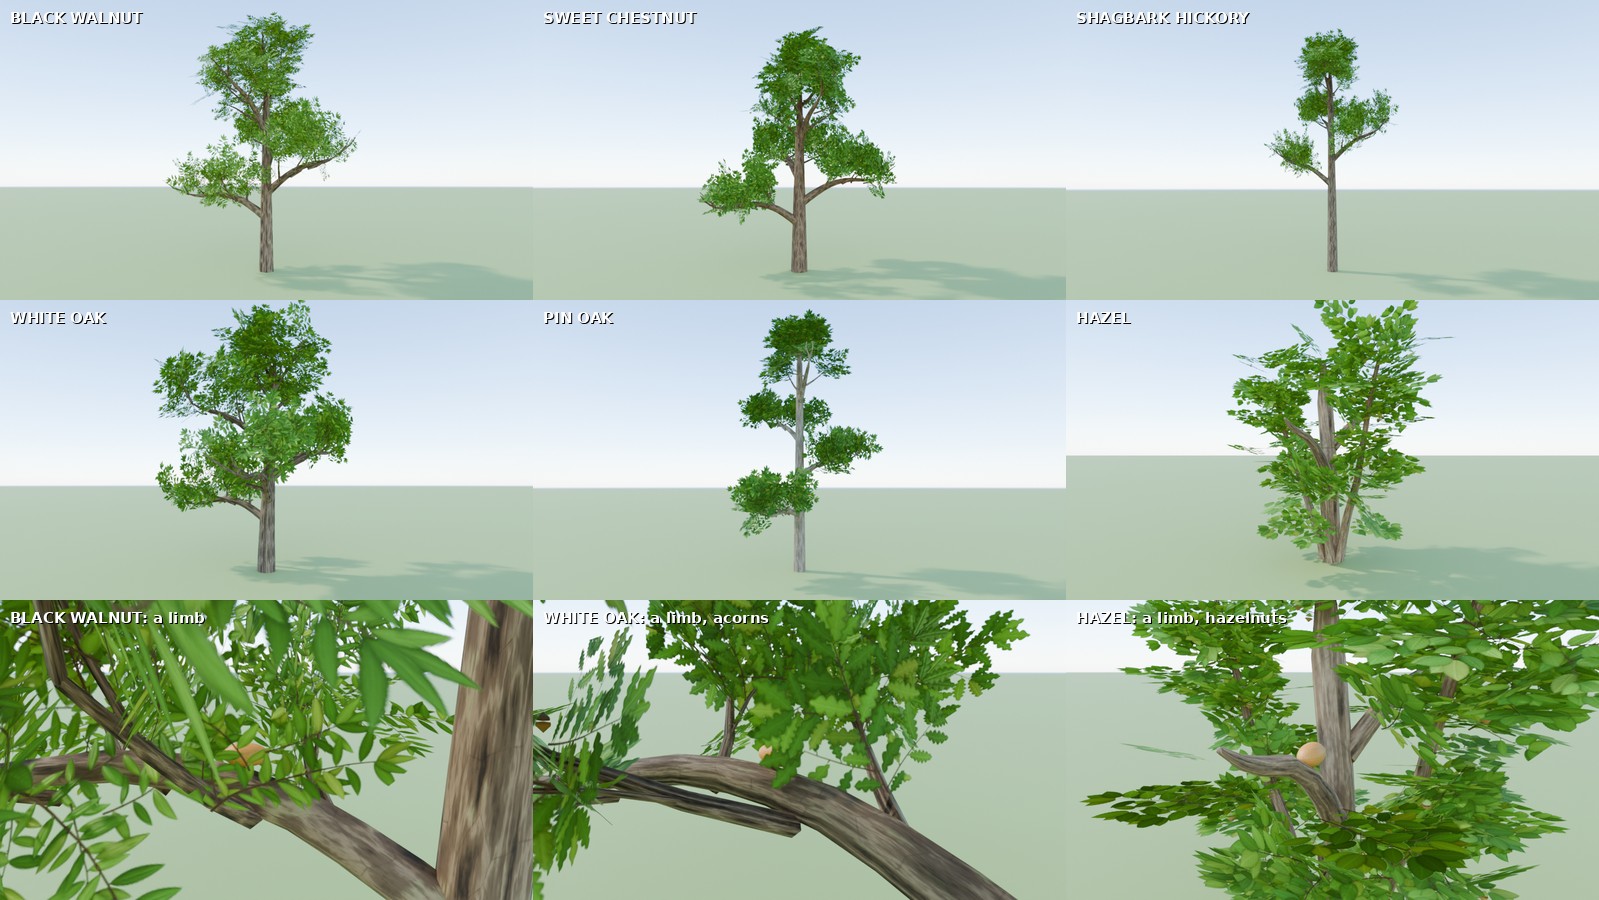 BLACK WALNUT
SWEET CHESTNUT
SHAGBARK HICKORY
WHITE OAK
PIN OAK
HAZEL
BLACK WALNUT: a limb
WHITE OAK: a limb, acorns
HAZEL: a limb, hazelnuts